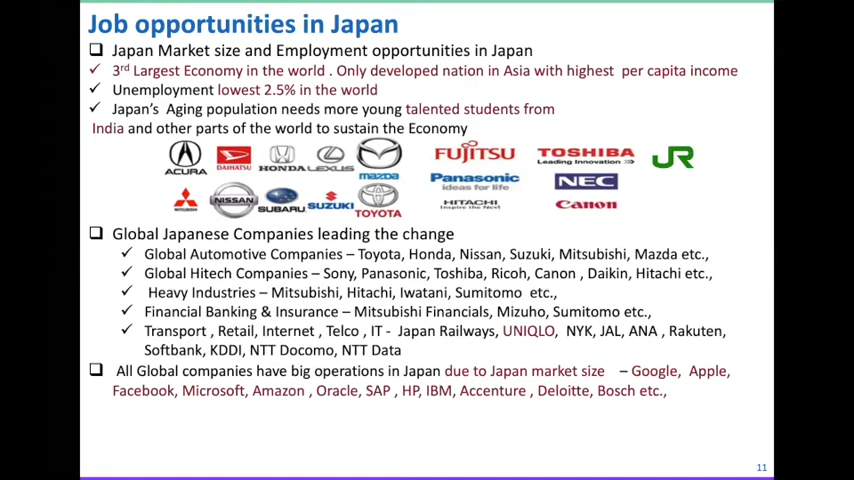 Job opportunities in Japan
Japan Market size and Employment opportunities in Japan
3rd Largest Economy in the world . Only developed nation in Asia with highest per capita income
Unemployment lowest 2.5% in the world
Japan's Aging population needs more young talented students from
India and other parts of the world to sustain the Economy
ACURA DAIHATSU HONDA LEXUS mazda FUJITSU TOSHIBA JR
Leading Innovation >>>
Panasonic
ideas for life
NEC
NISSAN SUBARU SUZUKI TOYOTA HITACHI Canon
Inspire the Next
MITSUBISHI
Global Japanese Companies leading the change
Global Automotive Companies – Toyota, Honda, Nissan, Suzuki, Mitsubishi, Mazda etc.,
Global Hitech Companies – Sony, Panasonic, Toshiba, Ricoh, Canon , Daikin, Hitachi etc.,
Heavy Industries – Mitsubishi, Hitachi, Iwatani, Sumitomo etc.,
Financial Banking & Insurance – Mitsubishi Financials, Mizuho, Sumitomo etc.,
Transport , Retail, Internet , Telco , IT - Japan Railways, UNIQLO, NYK, JAL, ANA , Rakuten,
Softbank, KDDI, NTT Docomo, NTT Data
All Global companies have big operations in Japan due to Japan market size – Google, Apple,
Facebook, Microsoft, Amazon , Oracle, SAP , HP, IBM, Accenture , Deloitte, Bosch etc.,
11